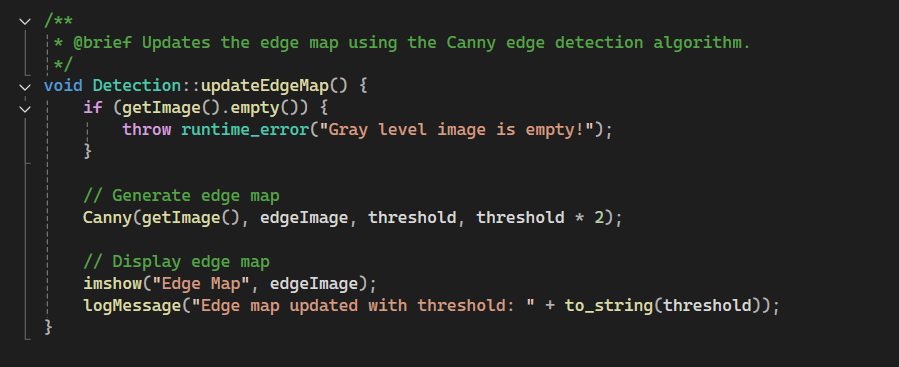 /**
 * @brief Updates the edge map using the Canny edge detection algorithm.
 */
void Detection::updateEdgeMap() {
    if (getImage().empty()) {
        throw runtime_error("Gray level image is empty!");
    }

    // Generate edge map
    Canny(getImage(), edgeImage, threshold, threshold * 2);

    // Display edge map
    imshow("Edge Map", edgeImage);
    logMessage("Edge map updated with threshold: " + to_string(threshold));
}